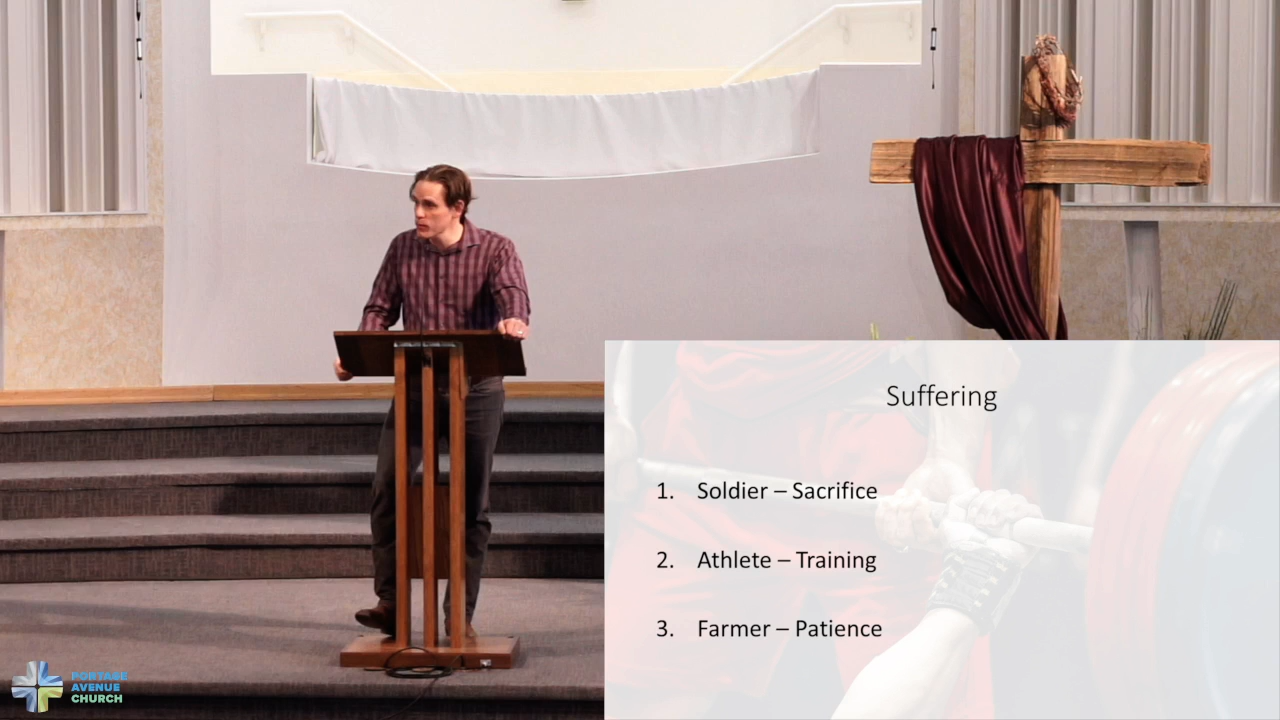 Suffering
1. Soldier – Sacrifice
2. Athlete – Training
3. Farmer – Patience
PORTAGE
AVENUE
CHURCH